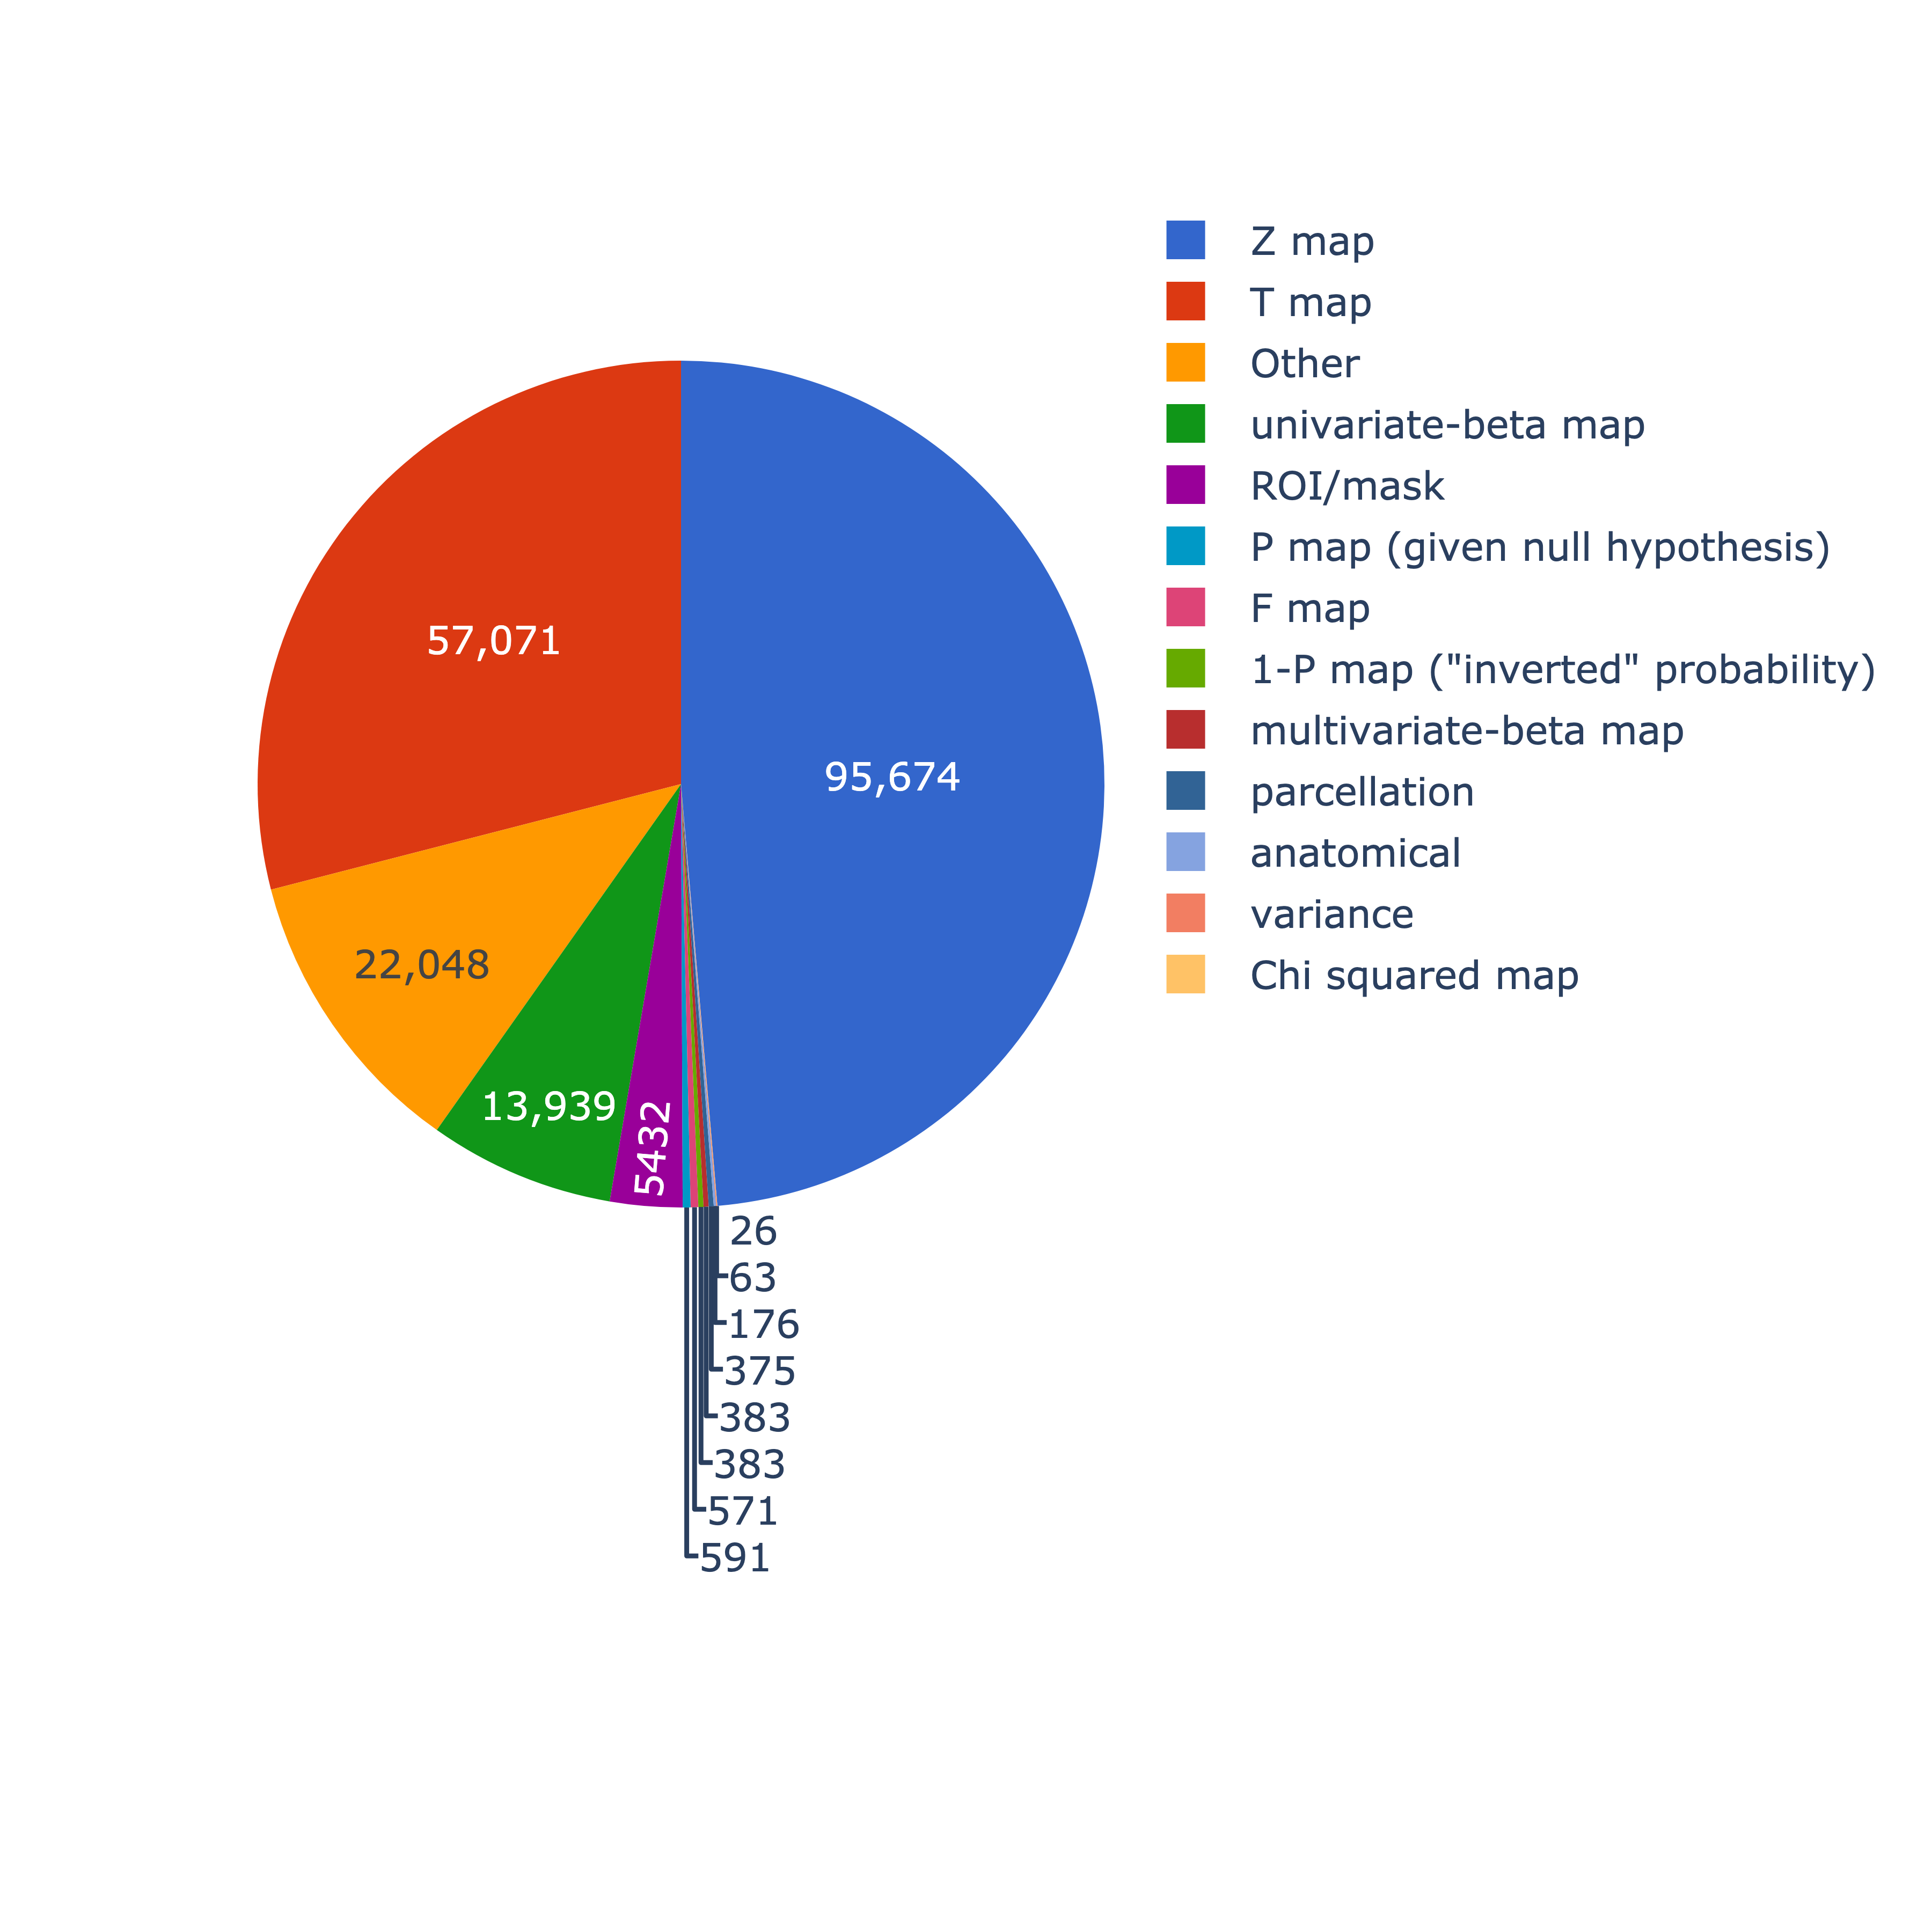 Z map
T map
Other
univariate-beta map
ROI/mask
P map (given null hypothesis)
F map
1-P map ("inverted" probability)
multivariate-beta map
parcellation
anatomical
variance
Chi squared map
57,071
95,674
22,048
13,939
5432
26
63
176
375
383
383
571
591